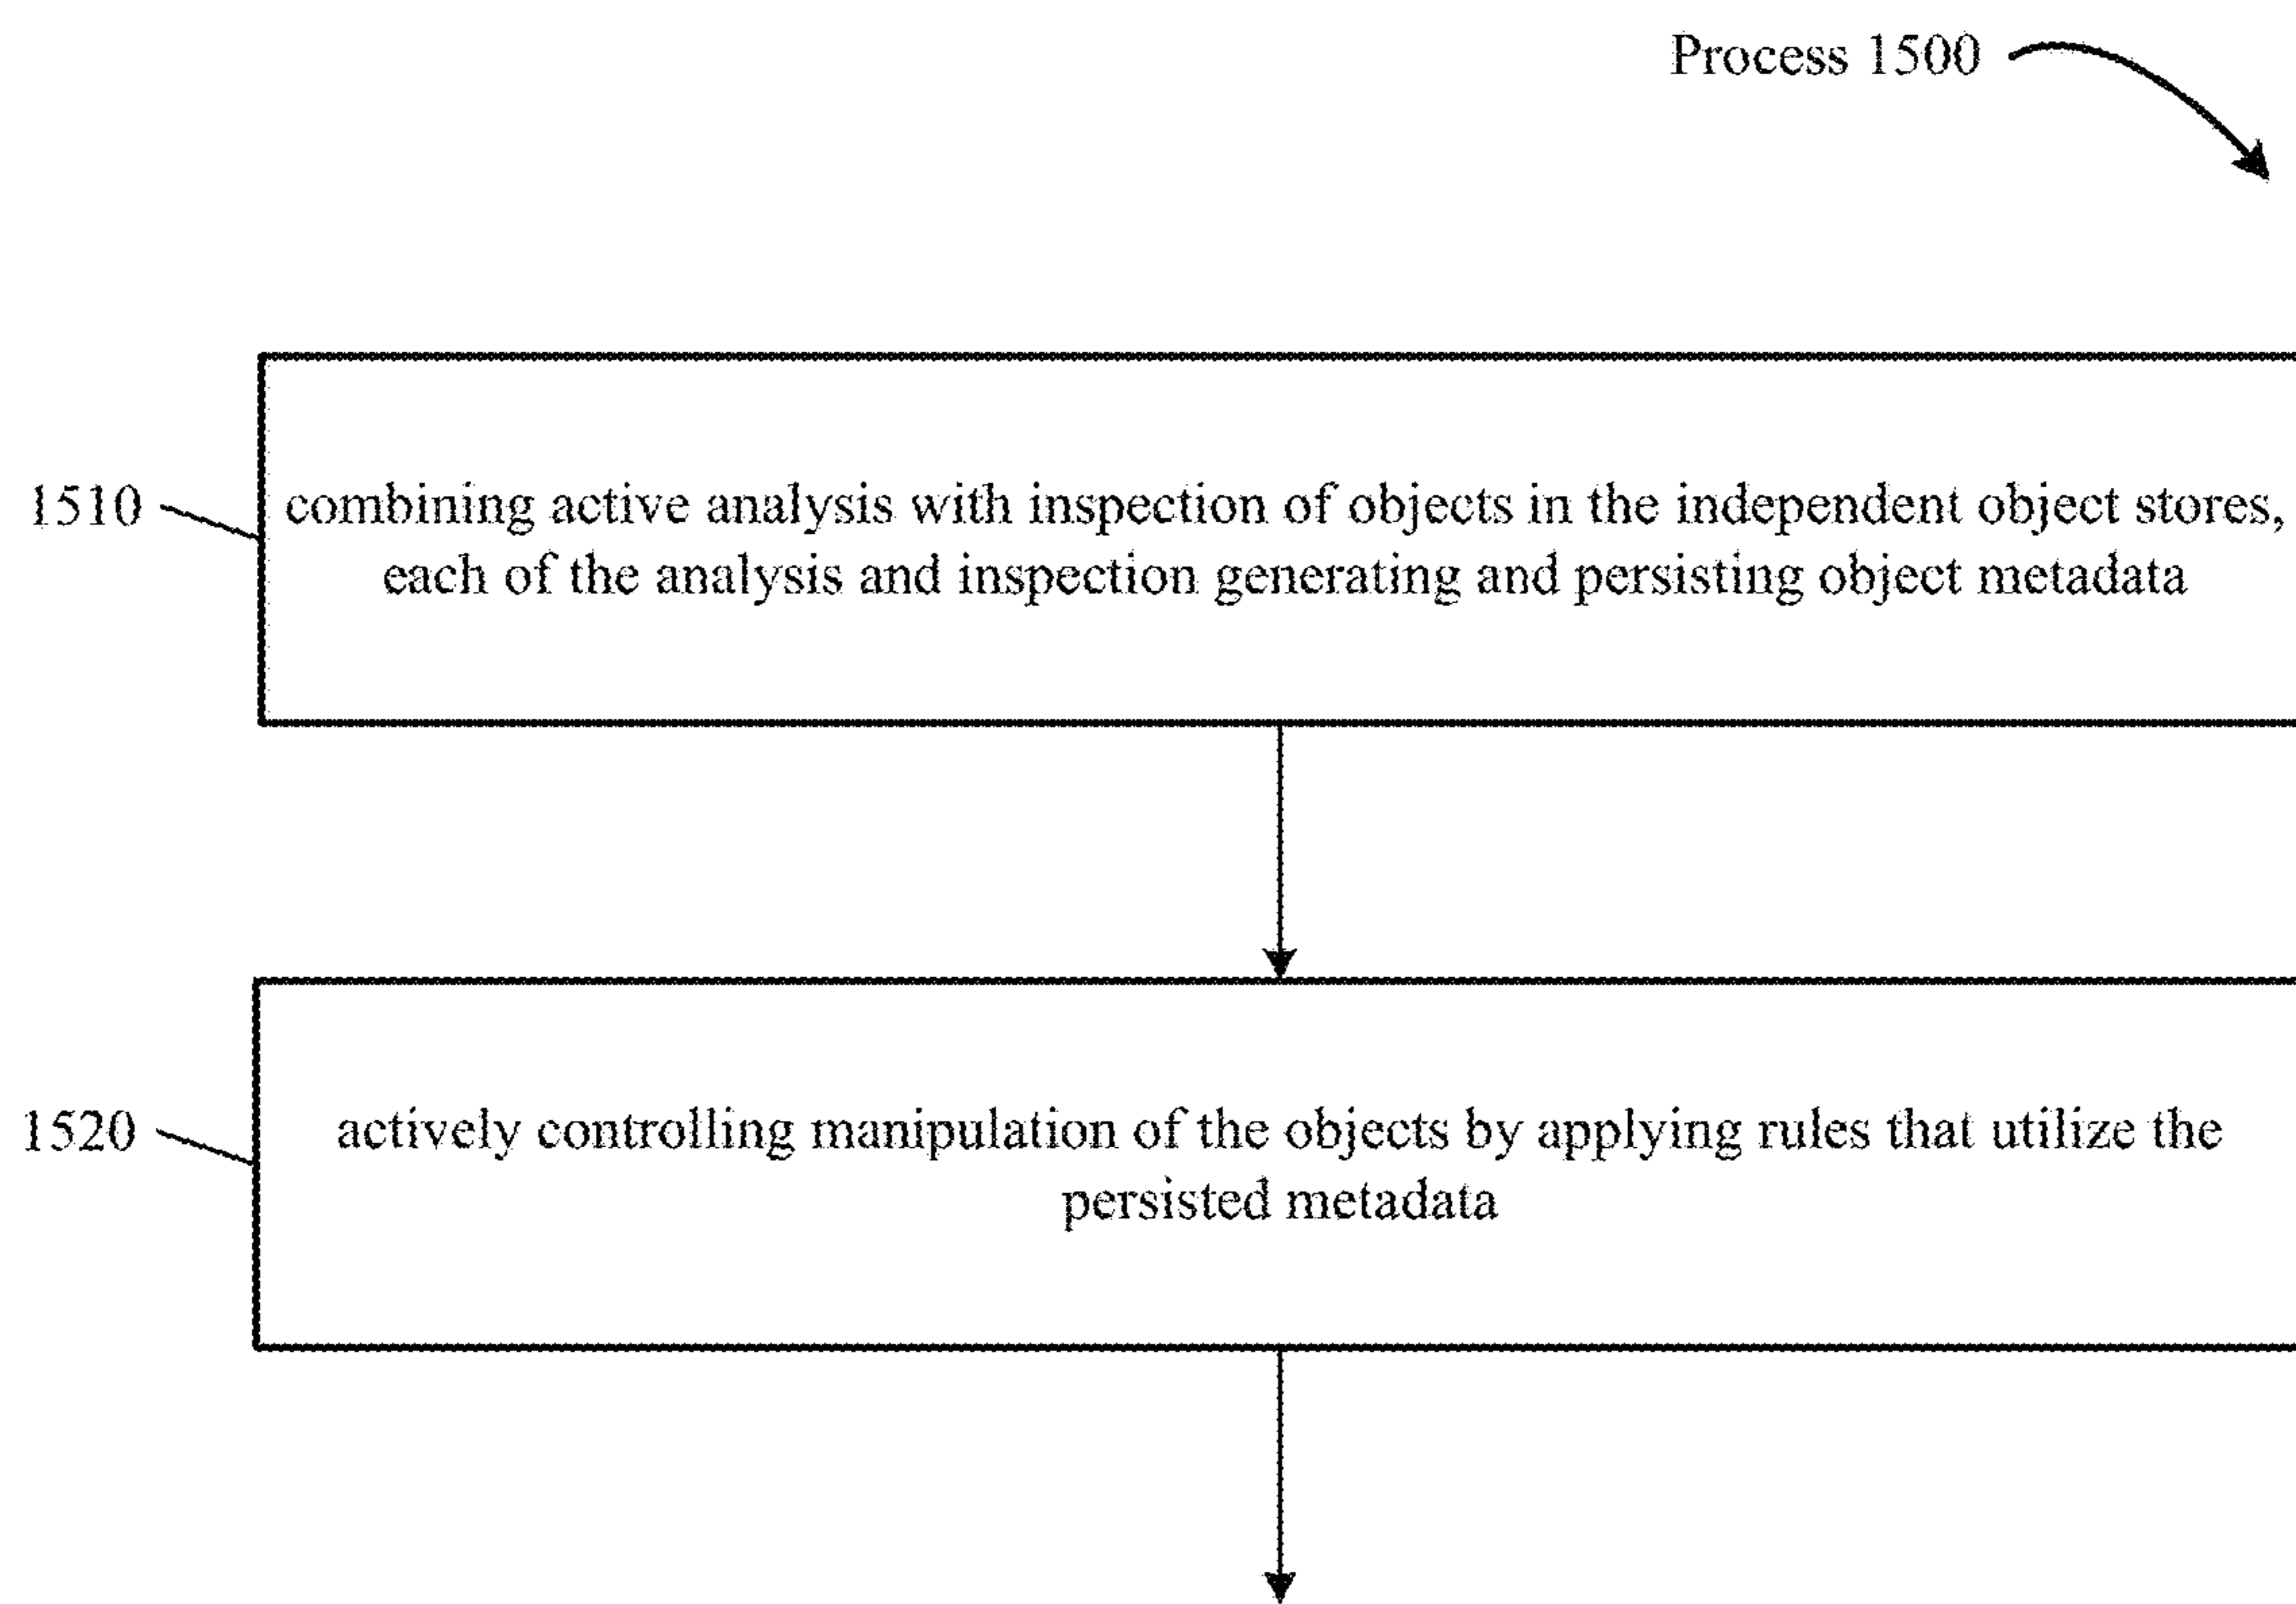 Process 1500
1510
combining active analysis with inspection of objects in the independent object stores,
each of the analysis and inspection generating and persisting object metadata
1520
actively controlling manipulation of the objects by applying rules that utilize the
persisted metadata